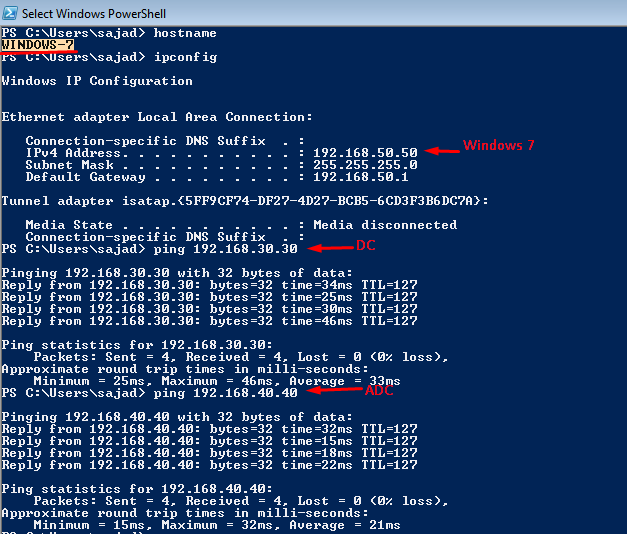 Select Windows PowerShell
PS C:\Users\sajad> hostname
WINDOWS-7
PS C:\Users\sajad> ipconfig
Windows IP Configuration
Ethernet adapter Local Area Connection:
Connection-specific DNS Suffix  . :
IPv4 Address. . . . . . . . . . . : 192.168.50.50 Windows 7
Subnet Mask . . . . . . . . . . . : 255.255.255.0
Default Gateway . . . . . . . . . : 192.168.50.1
Tunnel adapter isatap.{5FF9CF74-DF27-4D27-BCB5-6CD3F3B6DC7A}:
Media State . . . . . . . . . . . : Media disconnected
Connection-specific DNS Suffix  . :
PS C:\Users\sajad> ping 192.168.30.30 DC
Pinging 192.168.30.30 with 32 bytes of data:
Reply from 192.168.30.30: bytes=32 time=34ms TTL=127
Reply from 192.168.30.30: bytes=32 time=25ms TTL=127
Reply from 192.168.30.30: bytes=32 time=30ms TTL=127
Reply from 192.168.30.30: bytes=32 time=46ms TTL=127
Ping statistics for 192.168.30.30:
Packets: Sent = 4, Received = 4, Lost = 0 (0% loss),
Approximate round trip times in milli-seconds:
Minimum = 25ms, Maximum = 46ms, Average = 33ms
PS C:\Users\sajad> ping 192.168.40.40 ADC
Pinging 192.168.40.40 with 32 bytes of data:
Reply from 192.168.40.40: bytes=32 time=32ms TTL=127
Reply from 192.168.40.40: bytes=32 time=15ms TTL=127
Reply from 192.168.40.40: bytes=32 time=18ms TTL=127
Reply from 192.168.40.40: bytes=32 time=22ms TTL=127
Ping statistics for 192.168.40.40:
Packets: Sent = 4, Received = 4, Lost = 0 (0% loss),
Approximate round trip times in milli-seconds:
Minimum = 15ms, Maximum = 32ms, Average = 21ms